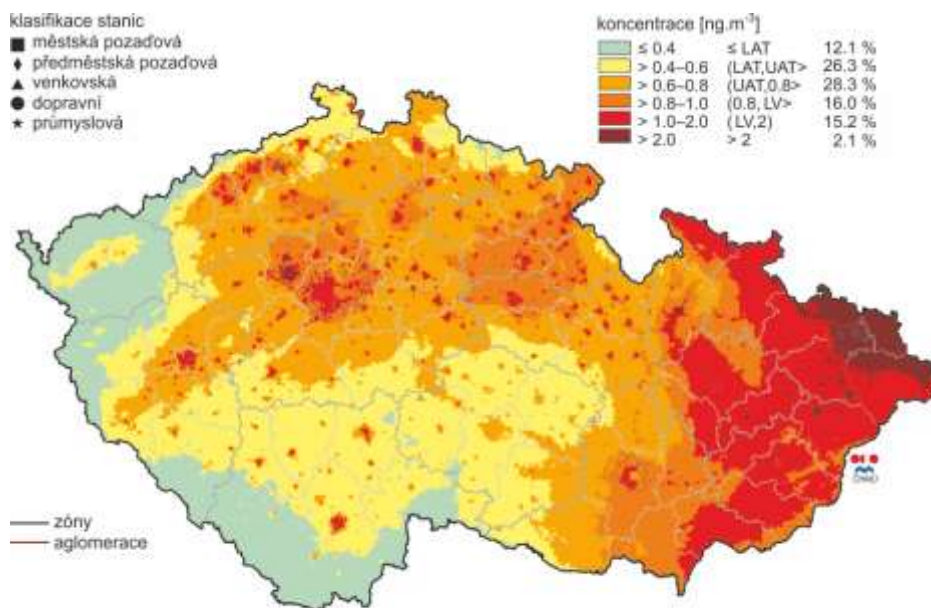 klasifikace stanic
městská pozaďová
předměstská pozaďová
venkovská
dopravní
průmyslová
koncentrace [ng.m-3]
≤ 0.4 ≤ LAT 12.1 %
> 0.4–0.6 (LAT,UAT> 26.3 %
> 0.6–0.8 (UAT,0.8> 28.3 %
> 0.8–1.0 (0.8, LV> 16.0 %
> 1.0–2.0 (LV,2) 15.2 %
> 2.0 > 2 2.1 %
zóny
aglomerace